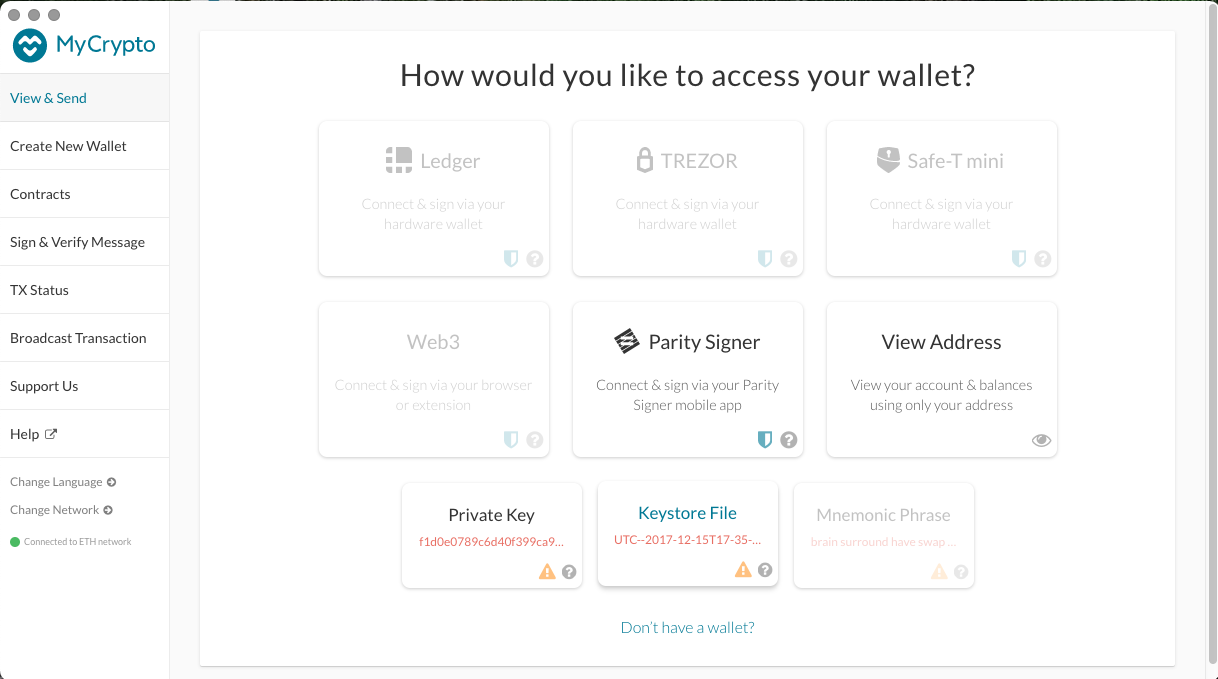 MyCrypto
View & Send
Create New Wallet
Contracts
Sign & Verify Message
TX Status
Broadcast Transaction
Support Us
Help
Change Language
Change Network
Connected to ETH network
How would you like to access your wallet?
Ledger
Connect & sign via your
hardware wallet
TREZOR
Connect & sign via your
hardware wallet
Safe-T mini
Connect & sign via your
hardware wallet
Web3
Connect & sign via your browser
or extension
Parity Signer
Connect & sign via your Parity
Signer mobile app
View Address
View your account & balances
using only your address
Private Key
f1d0e0789c6d40f399ca9...
Keystore File
UTC--2017-12-15T17-35-...
Mnemonic Phrase
brain surround have swap ...
Don't have a wallet?